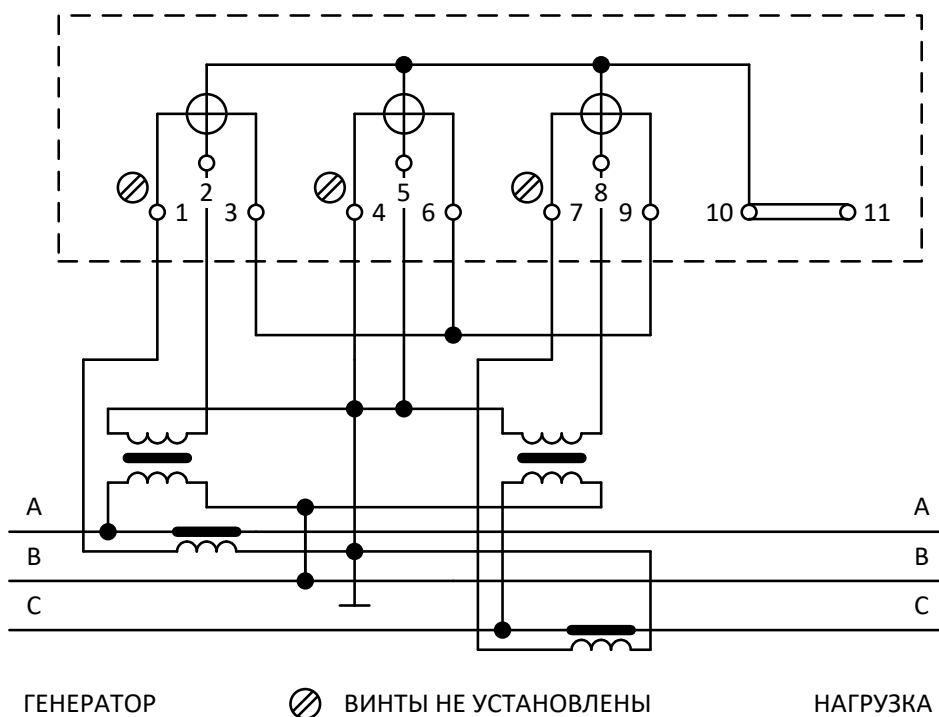 2 5 8
1 3 4 6 7 9 10 11
А А
В В
С С
ГЕНЕРАТОР ВИНТЫ НЕ УСТАНОВЛЕНЫ НАГРУЗКА